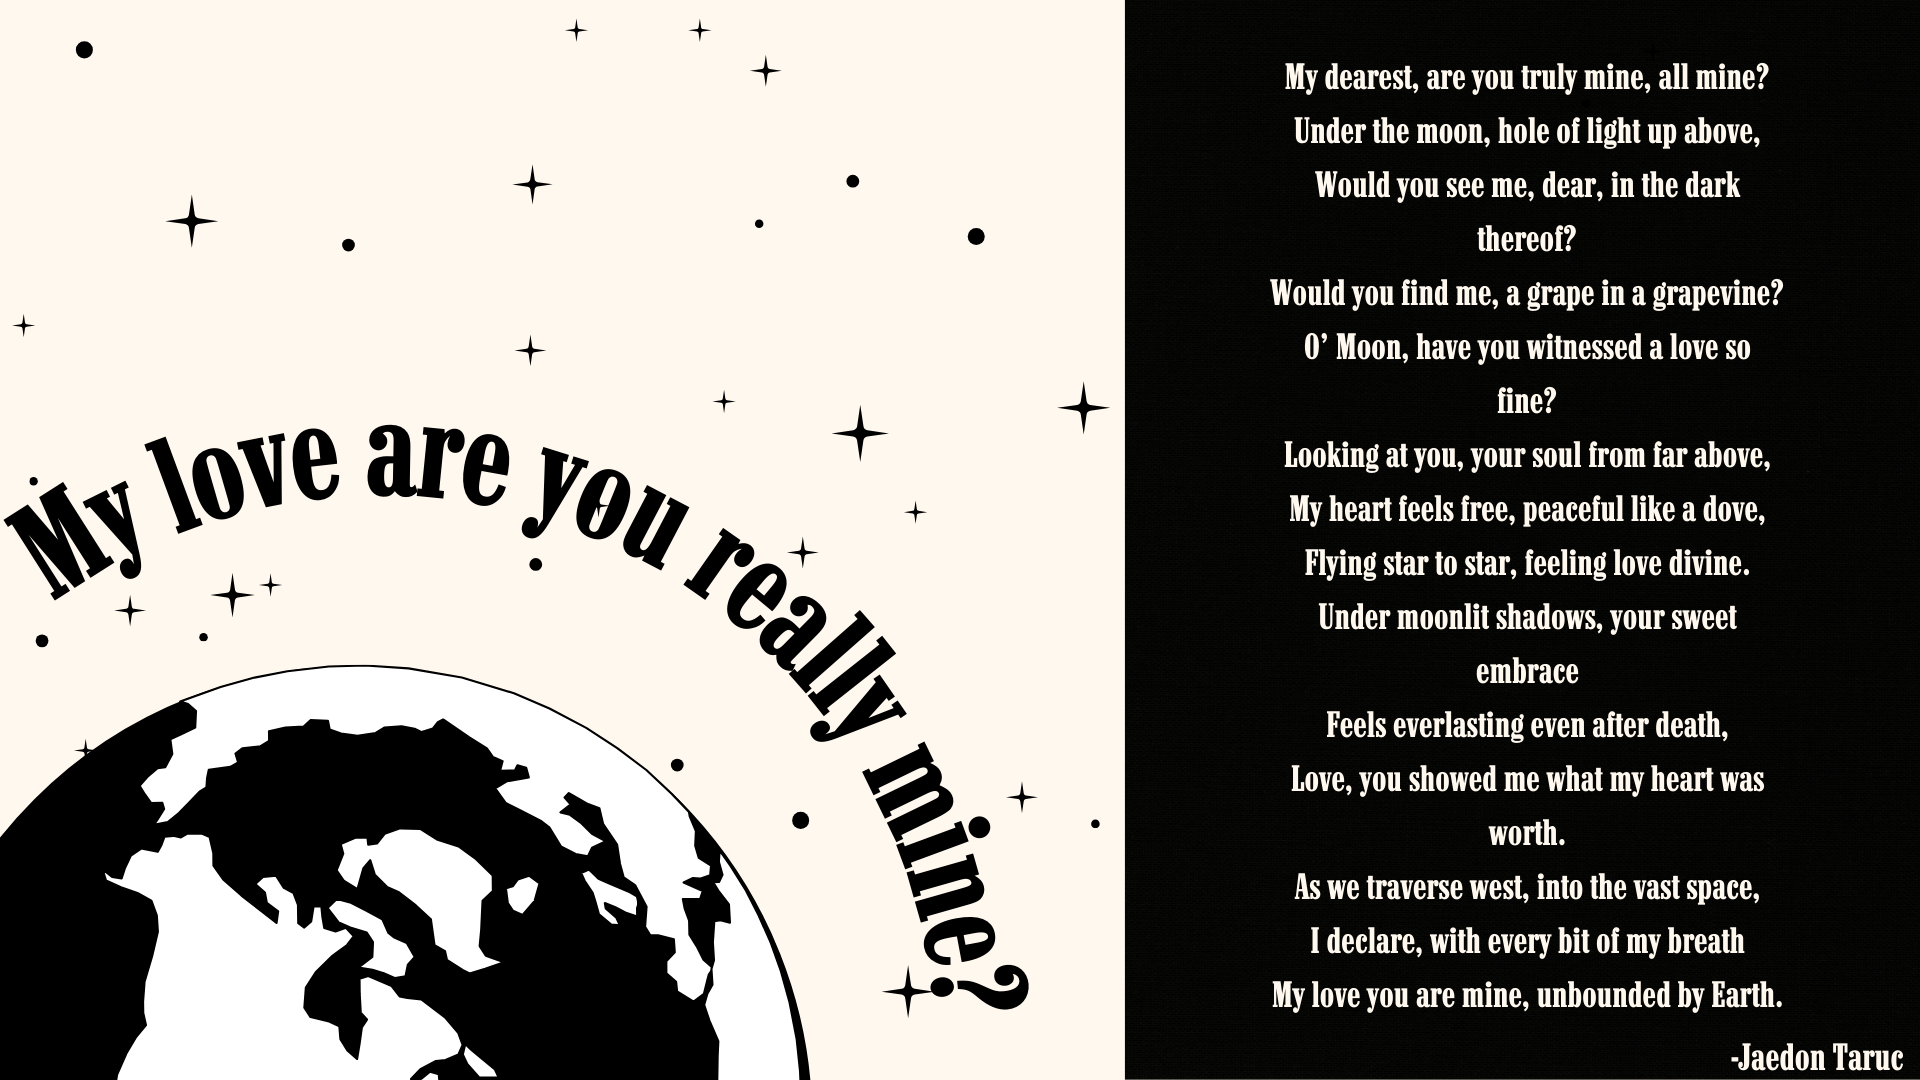 My love are you really mine?
My dearest, are you truly mine, all mine?
Under the moon, hole of light up above,
Would you see me, dear, in the dark
thereof?
Would you find me, a grape in a grapevine?
O’ Moon, have you witnessed a love so
fine?
Looking at you, your soul from far above,
My heart feels free, peaceful like a dove,
Flying star to star, feeling love divine.
Under moonlit shadows, your sweet
embrace
Feels everlasting even after death,
Love, you showed me what my heart was
worth.
As we traverse west, into the vast space,
I declare, with every bit of my breath
My love you are mine, unbounded by Earth.
-Jaedon Taruc